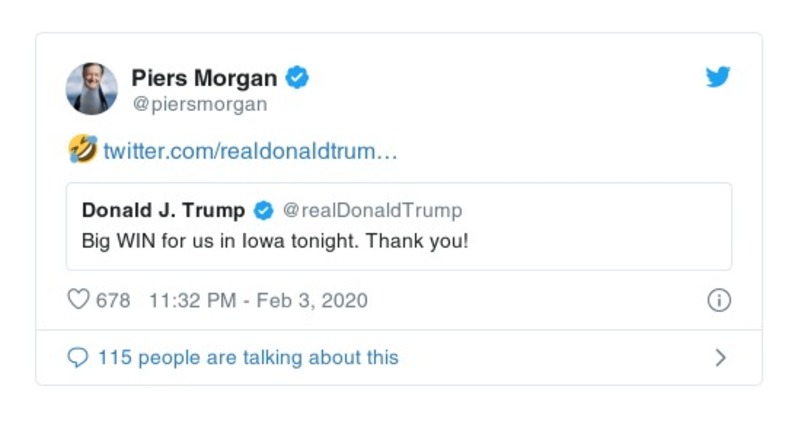 Piers Morgan
@piersmorgan
🤣 twitter.com/realdonaldtrum…
Donald J. Trump @realDonaldTrump
Big WIN for us in Iowa tonight. Thank you!
678 11:32 PM - Feb 3, 2020
115 people are talking about this